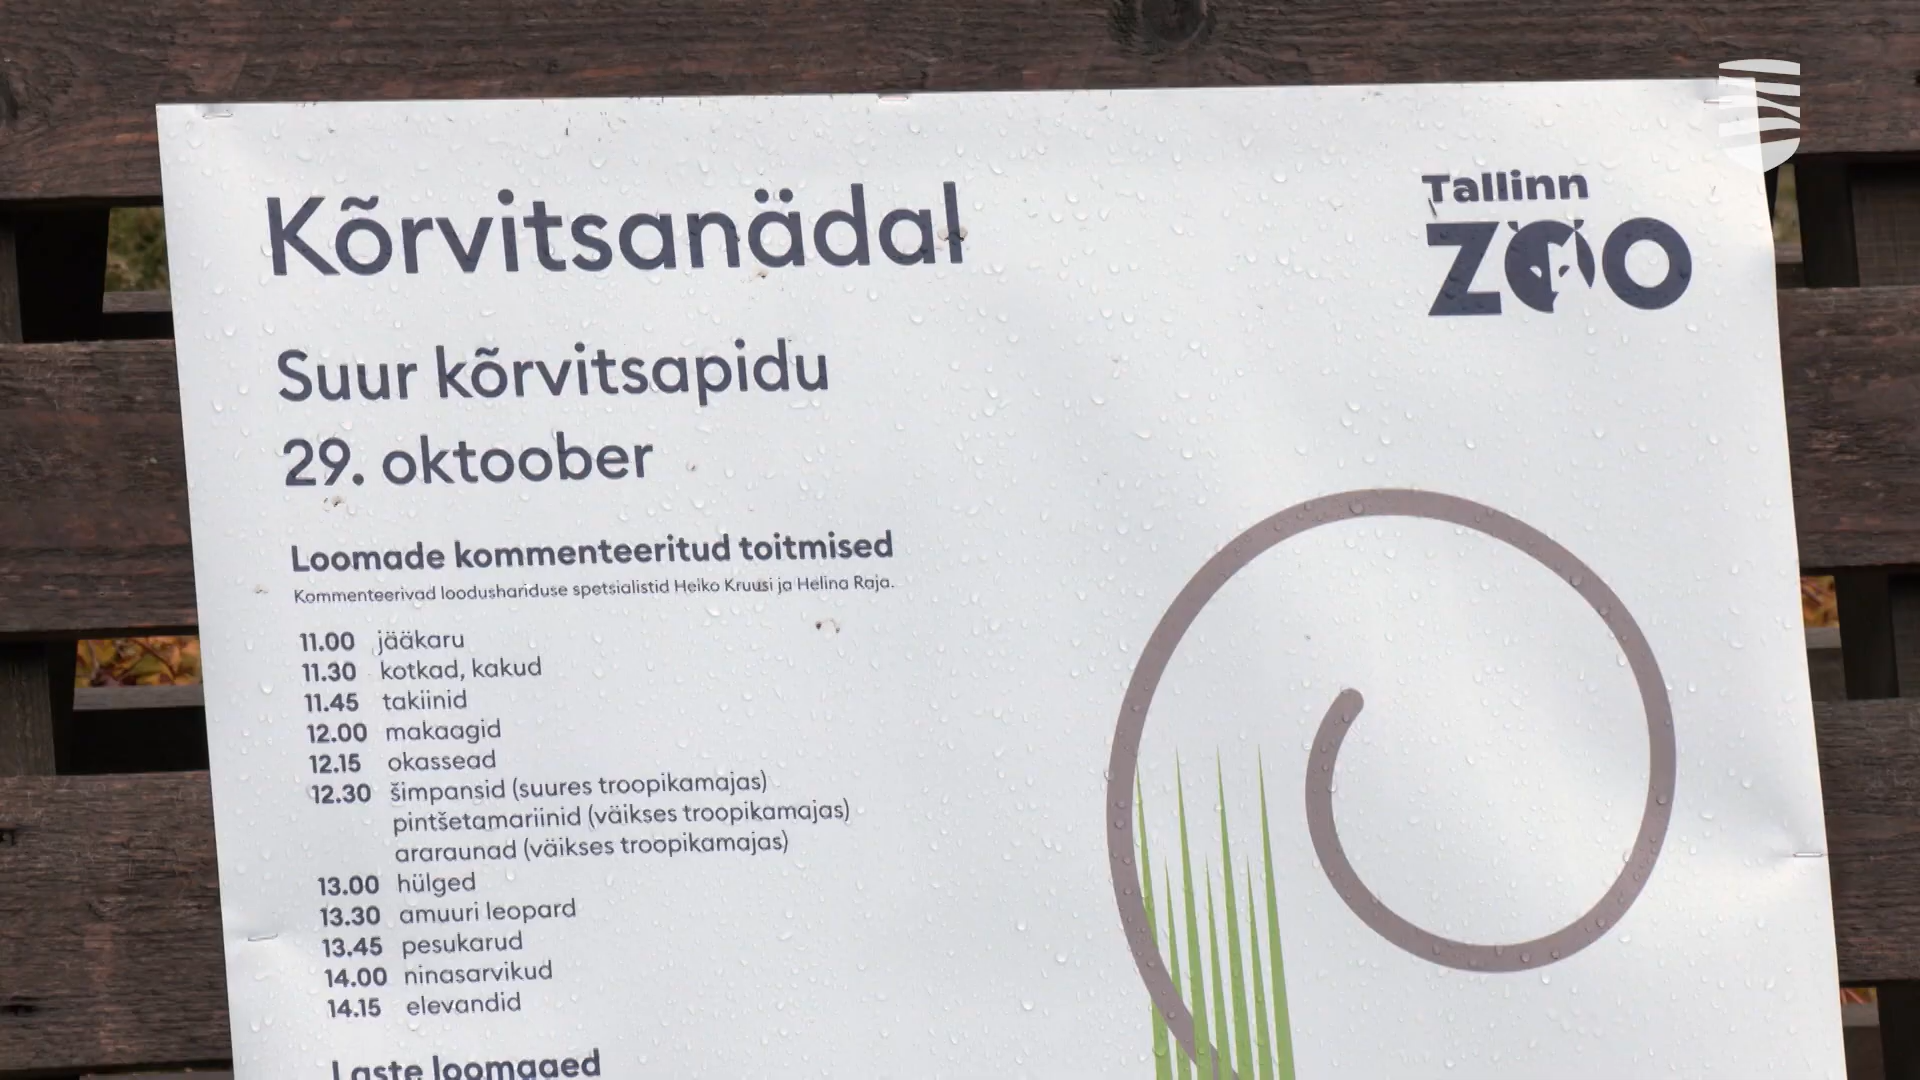 Kõrvitsanädal
Tallinn
ZOO
Suur kõrvitsapidu
29. oktoober
Loomade kommenteeritud toitmised
Kommenteerivad loodushariduse spetsialistid Heiko Kruusi ja Helina Raja.
11.00 jääkaru
11.30 kotkad, kakud
11.45 takiinid
12.00 makaagid
12.15 okassead
12.30 šimpansid (suures troopikamajas)
pintšetamariinid (väikses troopikamajas)
araraunad (väikses troopikamajas)
13.00 hülged
13.30 amuuri leopard
13.45 pesukarud
14.00 ninasarvikud
14.15 elevandid
Laste loomaaed